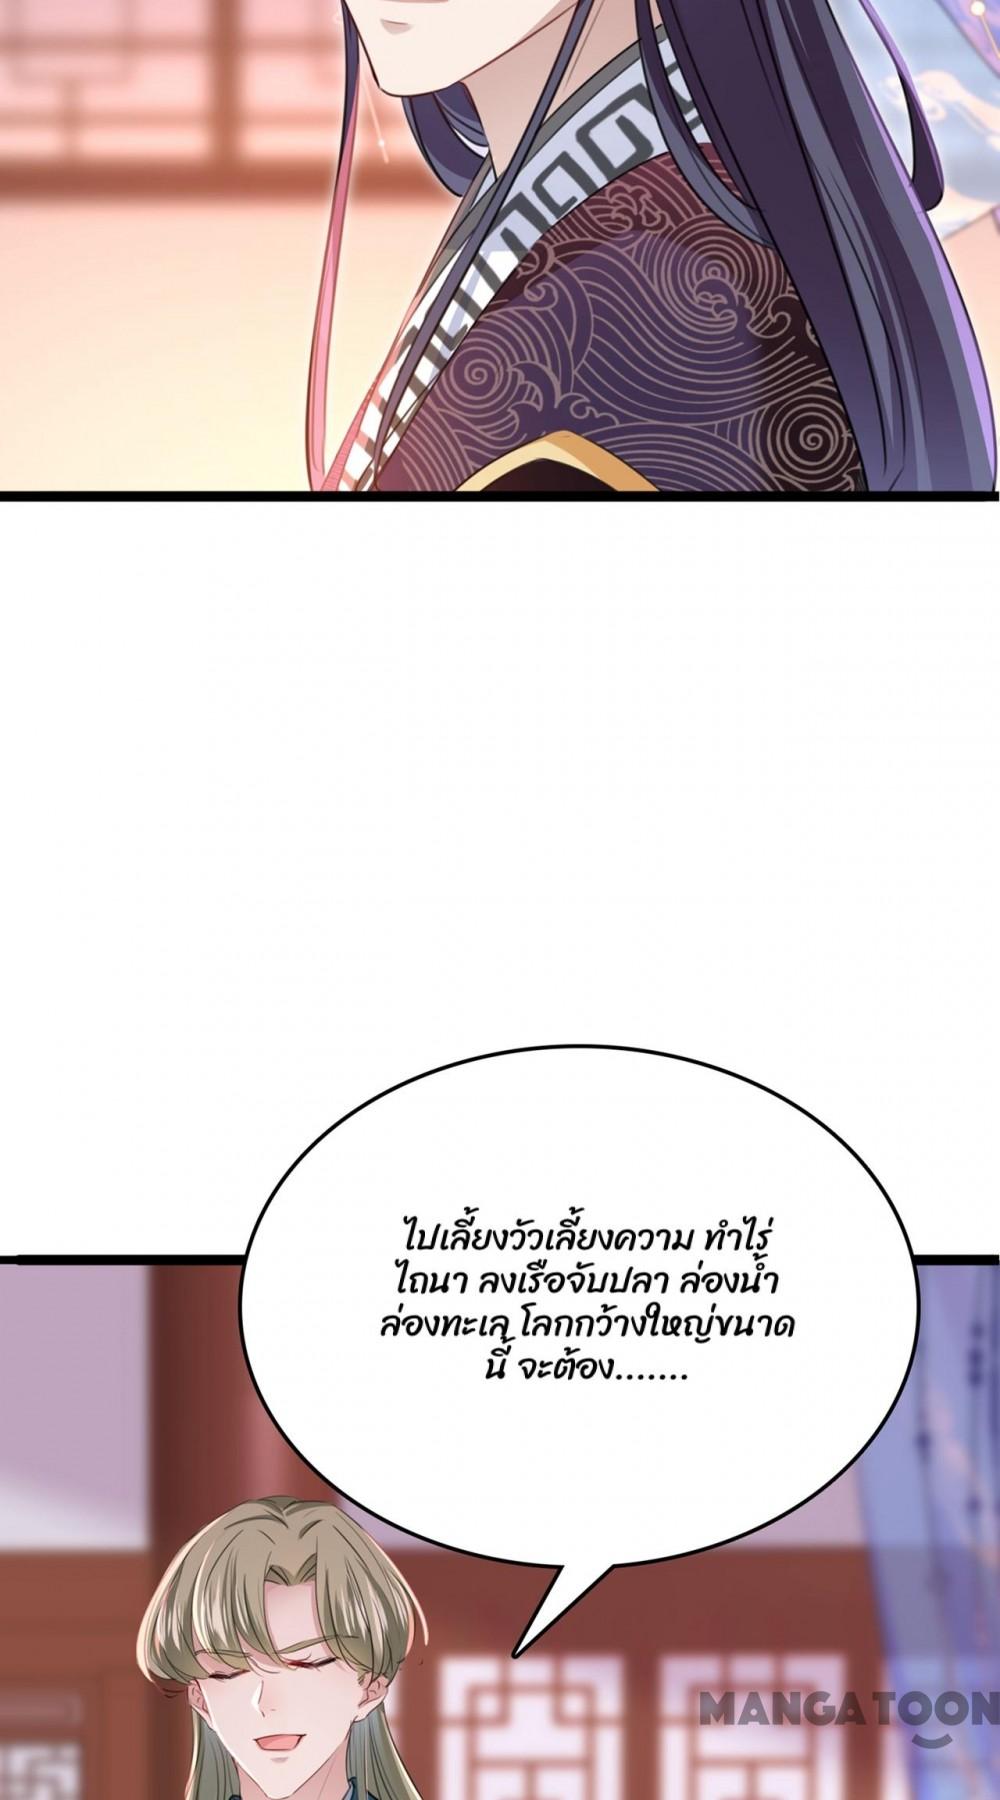 ไปเลี้ยงวัวเลี้ยงความ ทำไร่
ไถนา ลงเรือจับปลา ล่องน้ำ
ล่องทะเล โลกกว้างใหญ่ขนาด
นี้ จะต้อง.......
MANGATOON